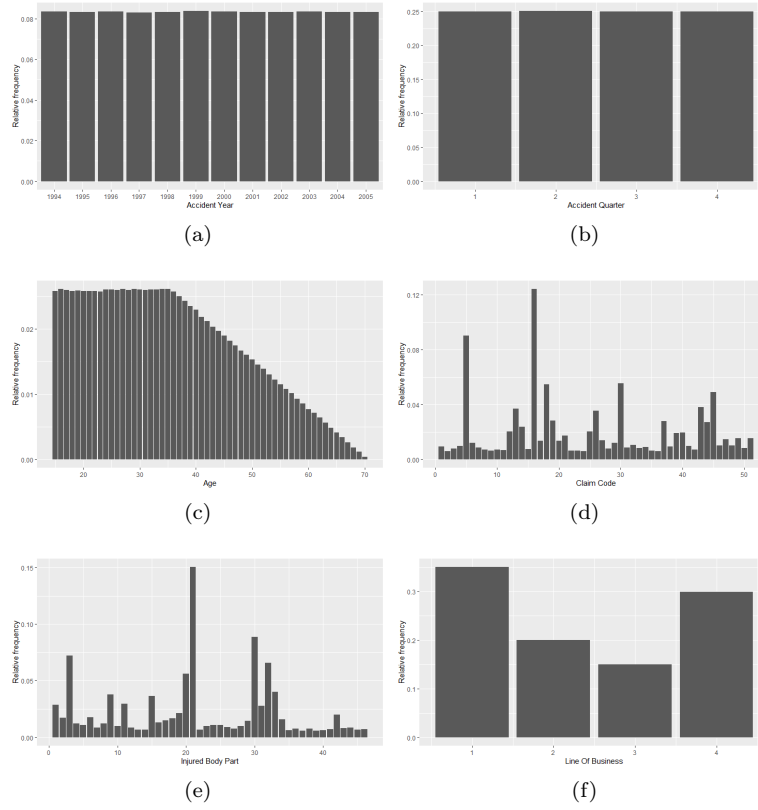 Relative frequency
0.08
0.06
0.04
0.02
0.00
1994 1995 1996 1997 1998 1999 2000 2001 2002 2003 2004 2005
Accident Year
(a)
Relative frequency
0.25
0.20
0.15
0.10
0.05
0.00
1 2 3 4
Accident Quarter
(b)
Relative frequency
0.02
0.01
0.00
20 30 40 50 60 70
Age
(c)
Relative frequency
0.12
0.08
0.04
0.00
0 10 20 30 40 50
Claim Code
(d)
Relative frequency
0.15
0.10
0.05
0.00
0 10 20 30 40
Injured Body Part
(e)
Relative frequency
0.3
0.2
0.1
0.0
1 2 3 4
Line Of Business
(f)